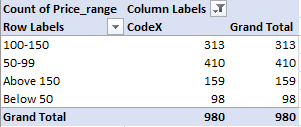 Count of Price_range Column Labels
Row Labels CodeX Grand Total
100-150 313 313
50-99 410 410
Above 150 159 159
Below 50 98 98
Grand Total 980 980